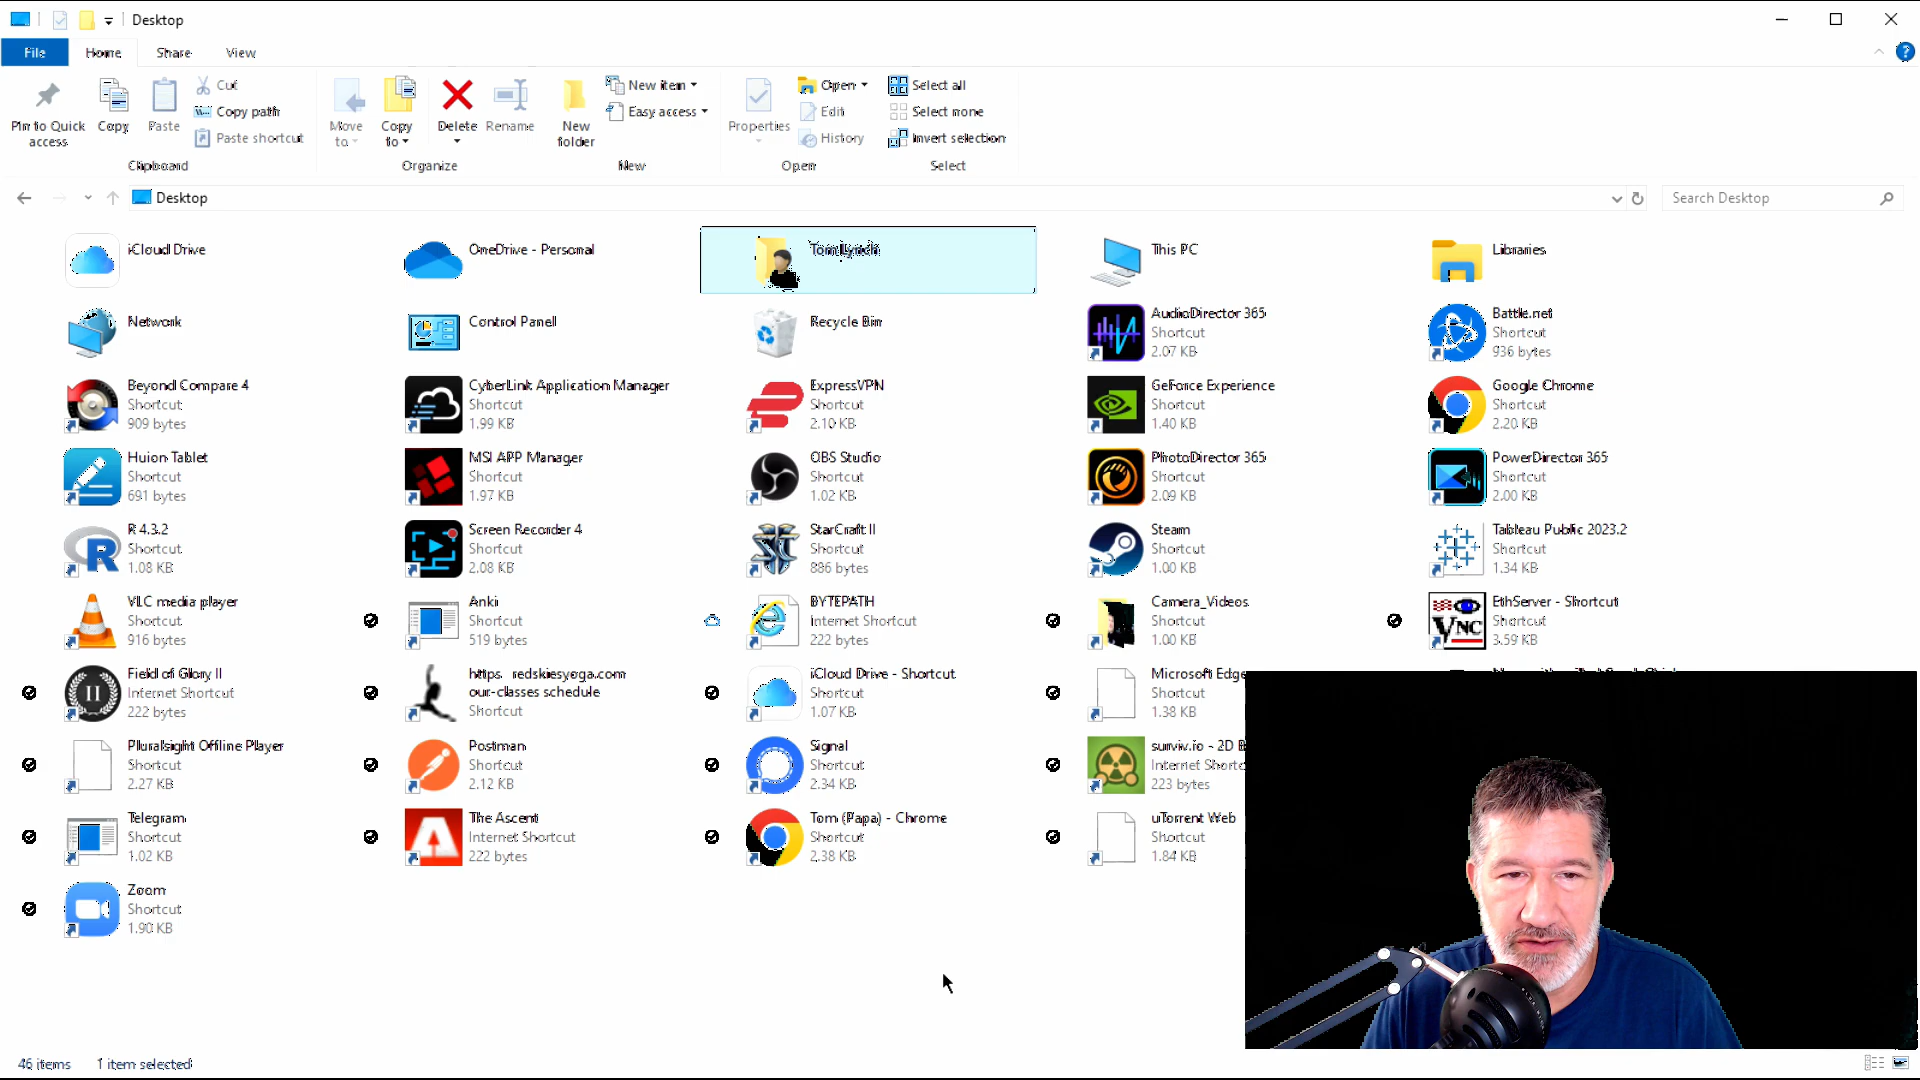 Desktop
File Home Share View
Pin to Quick access
Copy
Paste
Cut
Copy path
Paste shortcut
Clipboard
Move to
Copy to
Delete
Rename
Organize
New folder
New item
Easy access
New
Properties
Open
Edit
History
Open
Select all
Select none
Invert selection
Select
Desktop
Search Desktop
iCloud Drive
OneDrive - Personal
Tom Lynch
This PC
Libraries
Network
Control Panel
Recycle Bin
AudioDirector 365
Shortcut
2.07 KB
Battle.net
Shortcut
936 bytes
Beyond Compare 4
Shortcut
909 bytes
CyberLink Application Manager
Shortcut
1.99 KB
ExpressVPN
Shortcut
2.10 KB
GeForce Experience
Shortcut
1.40 KB
Google Chrome
Shortcut
2.20 KB
Huion Tablet
Shortcut
691 bytes
MSI APP Manager
Shortcut
1.97 KB
OBS Studio
Shortcut
1.02 KB
PhotoDirector 365
Shortcut
2.09 KB
PowerDirector 365
Shortcut
2.00 KB
R 4.3.2
Shortcut
1.08 KB
Screen Recorder 4
Shortcut
2.08 KB
StarCraft II
Shortcut
886 bytes
Steam
Shortcut
1.00 KB
Tableau Public 2023.2
Shortcut
1.34 KB
VLC media player
Shortcut
916 bytes
Anki
Shortcut
519 bytes
BYTEPATH
Internet Shortcut
222 bytes
Camera_Videos
Shortcut
1.00 KB
VNC
EthServer - Shortcut
Shortcut
3.59 KB
II
Field of Glory II
Internet Shortcut
222 bytes
https redskiesyoga.com
our-classes schedule
Shortcut
iCloud Drive - Shortcut
Shortcut
1.07 KB
Microsoft Edge
Shortcut
1.38 KB
Pluralsight Offline Player
Shortcut
2.27 KB
Postman
Shortcut
2.12 KB
Signal
Shortcut
2.34 KB
surviv.io - 2D
Internet
223 bytes
Telegram
Shortcut
1.02 KB
The Ascent
Internet Shortcut
222 bytes
Tom (Papa) - Chrome
Shortcut
2.38 KB
uTorrent Web
Shortcut
1.84 KB
Zoom
Shortcut
1.90 KB
46 items 1 item selected